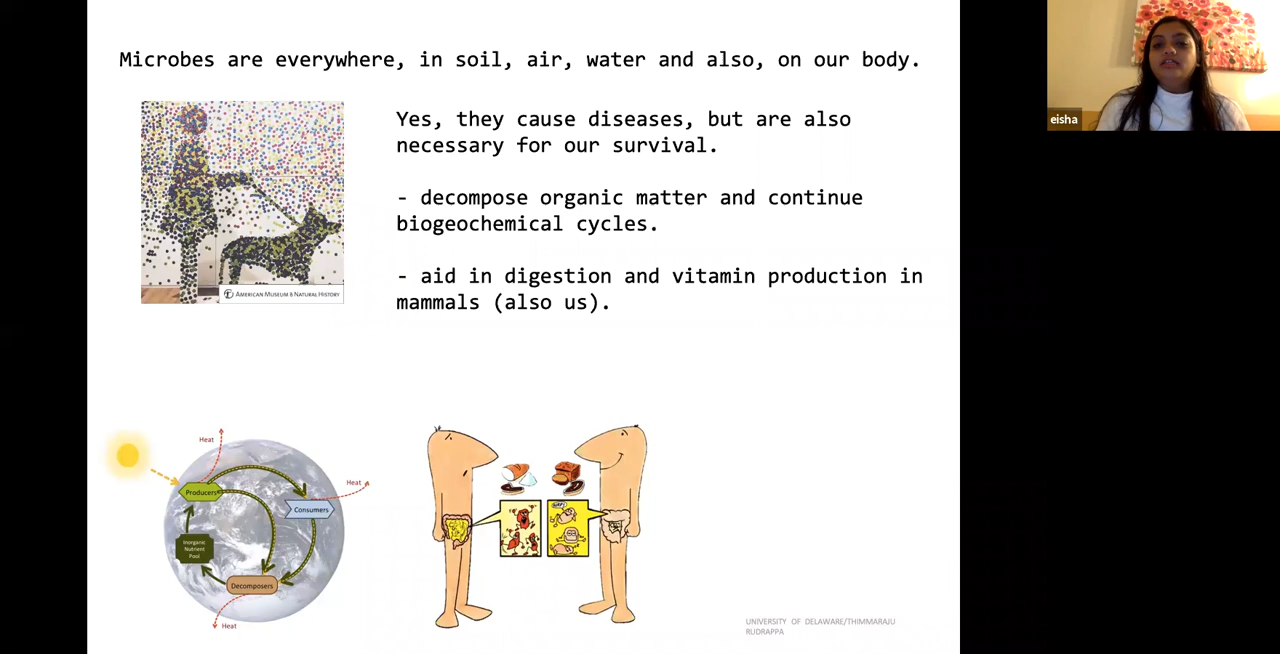 Microbes are everywhere, in soil, air, water and also, on our body.
eisha
Yes, they cause diseases, but are also
necessary for our survival.
- decompose organic matter and continue
biogeochemical cycles.
- aid in digestion and vitamin production in
mammals (also us).
AMERICAN MUSEUM & NATURAL HISTORY
Heat
Heat
Producers
Consumers
Inorganic
Nutrient
Pool
Decomposers
Heat
UNIVERSITY OF DELAWARE/THIMMARAJU
RUDRAPPA